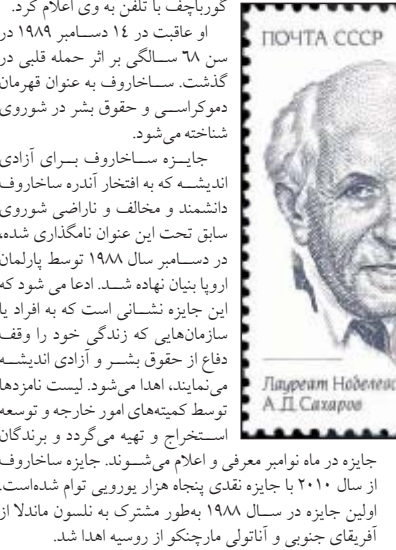 گورباچف با تلفن به وی اعلام کرد.
او عاقبت در ۱۴ دسامبر ۱۹۸۹ در
سن ۶۸ سالگی بر اثر حمله قلبی در
گذشت. ساخاروف به عنوان قهرمان
دموکراسی و حقوق بشر در شوروی
شناخته می‌شود.
جایزه ساخاروف برای آزادی
اندیشه که به افتخار آندره ساخاروف
دانشمند و مخالف و ناراضی شوروی
سابق تحت این عنوان نامگذاری شده،
در دسامبر سال ۱۹۸۸ توسط پارلمان
اروپا بنیان نهاده شد. ادعا می شود که
این جایزه نشانی است که به افراد یا
سازمان‌هایی که زندگی خود را وقف
دفاع از حقوق بشر و آزادی اندیشه
می‌نمایند، اهدا می‌شود. لیست نامزدها
توسط کمیته‌های امور خارجه و توسعه
استخراج و تهیه می‌گردد و برندگان
جایزه در ماه نوامبر معرفی و اعلام می‌شوند. جایزه ساخاروف
از سال ۲۰۱۰ با جایزه نقدی پنجاه هزار یورویی توام شده‌است.
اولین جایزه در سال ۱۹۸۸ به‌طور مشترک به نلسون ماندلا از
آفریقای جنوبی و آناتولی مارچنکو از روسیه اهدا شد.
ПОЧТА СССР
Лауреат
А.Д.Сахаров